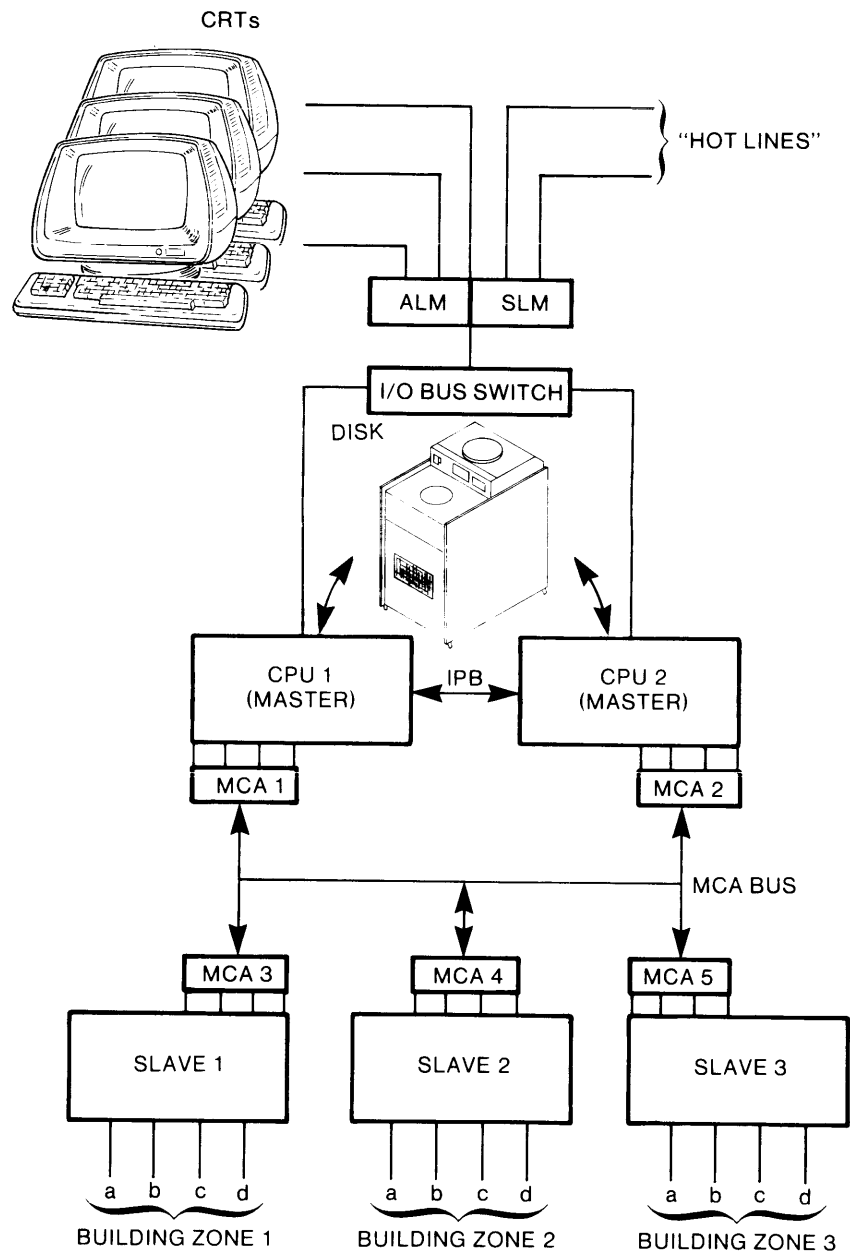 CRTs
"HOT LINES"
ALM
SLM
I/O BUS SWITCH
DISK
CPU 1
(MASTER)
IPB
CPU 2
(MASTER)
MCA 1
MCA 2
MCA BUS
MCA 3
MCA 4
MCA 5
SLAVE 1
SLAVE 2
SLAVE 3
a b c d
a b c d
a b c d
BUILDING ZONE 1
BUILDING ZONE 2
BUILDING ZONE 3